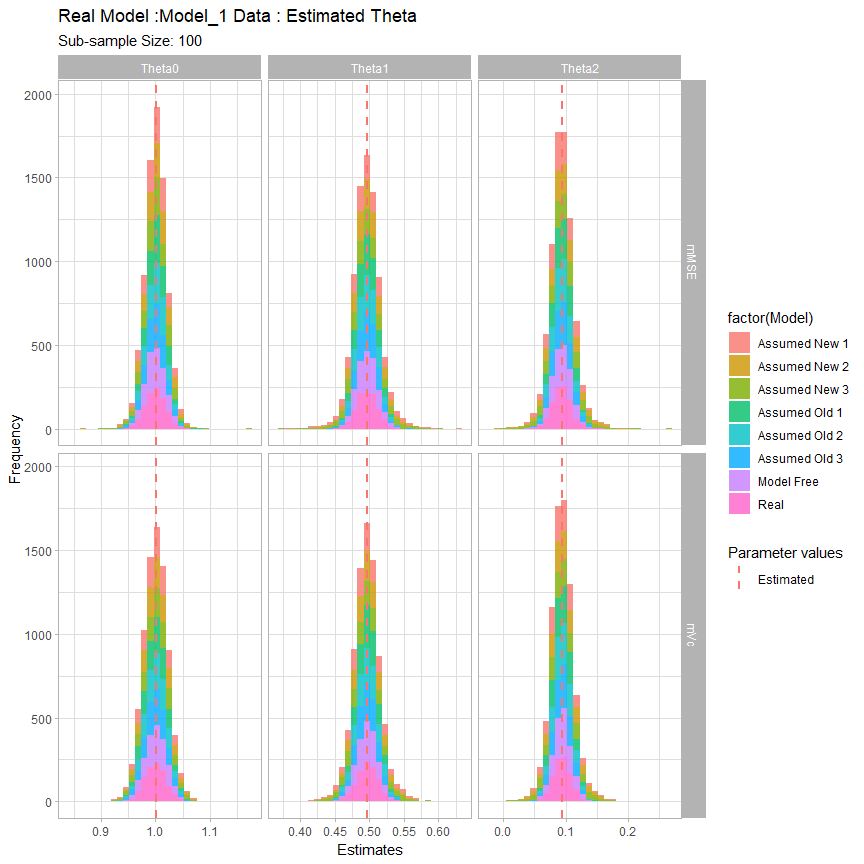 Real Model :Model_1 Data : Estimated Theta
Sub-sample Size: 100
Theta0 Theta1 Theta2
2000
1500
1000
500
0
mMSE
2000
1500
1000
500
0
mVc
Frequency
0.9 1.0 1.1
0.40 0.45 0.50 0.55 0.60
0.0 0.1 0.2
Estimates
factor(Model)
Assumed New 1
Assumed New 2
Assumed New 3
Assumed Old 1
Assumed Old 2
Assumed Old 3
Model Free
Real
Parameter values
Estimated